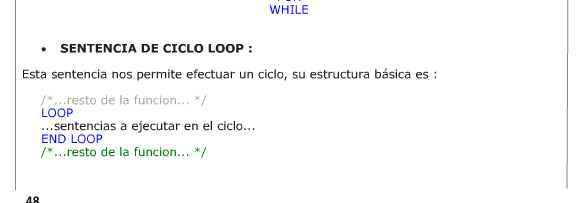 WHILE
• SENTENCIA DE CICLO LOOP :
Esta sentencia nos permite efectuar un ciclo, su estructura básica es :
/*...resto de la funcion... */
LOOP
...sentencias a ejecutar en el ciclo...
END LOOP
/*...resto de la funcion... */
48